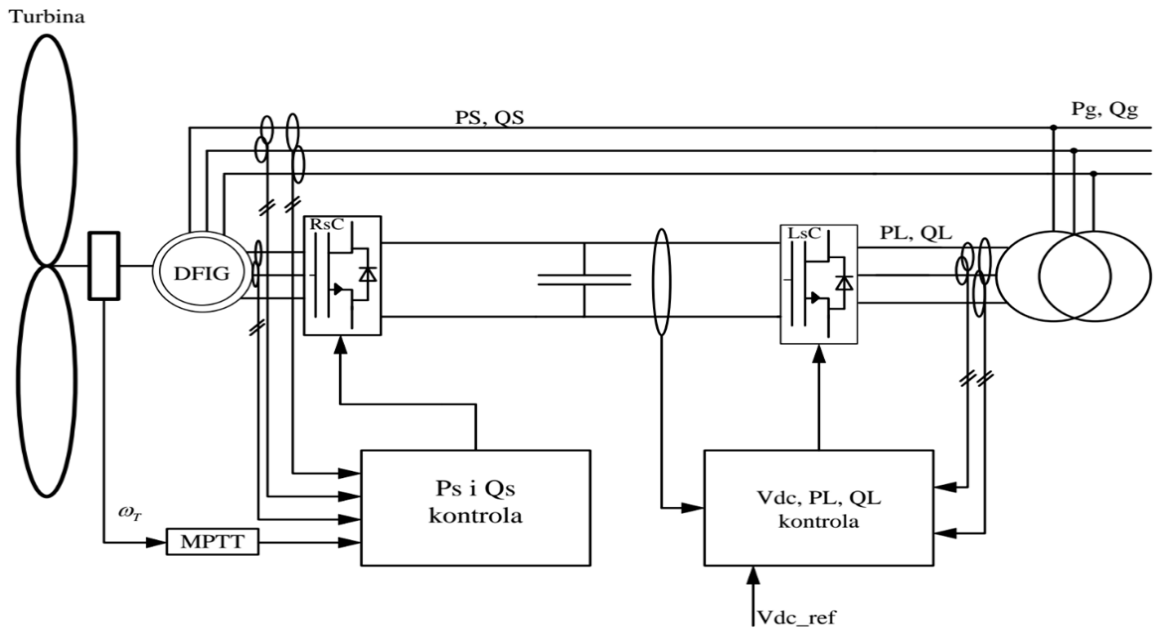 Turbina
PS, QS
Pg, Qg
RsC
LsC
PL, QL
DFIG
Ps i Qs
kontrola
Vdc, PL, QL
kontrola
ω_T
MPTT
Vdc_ref